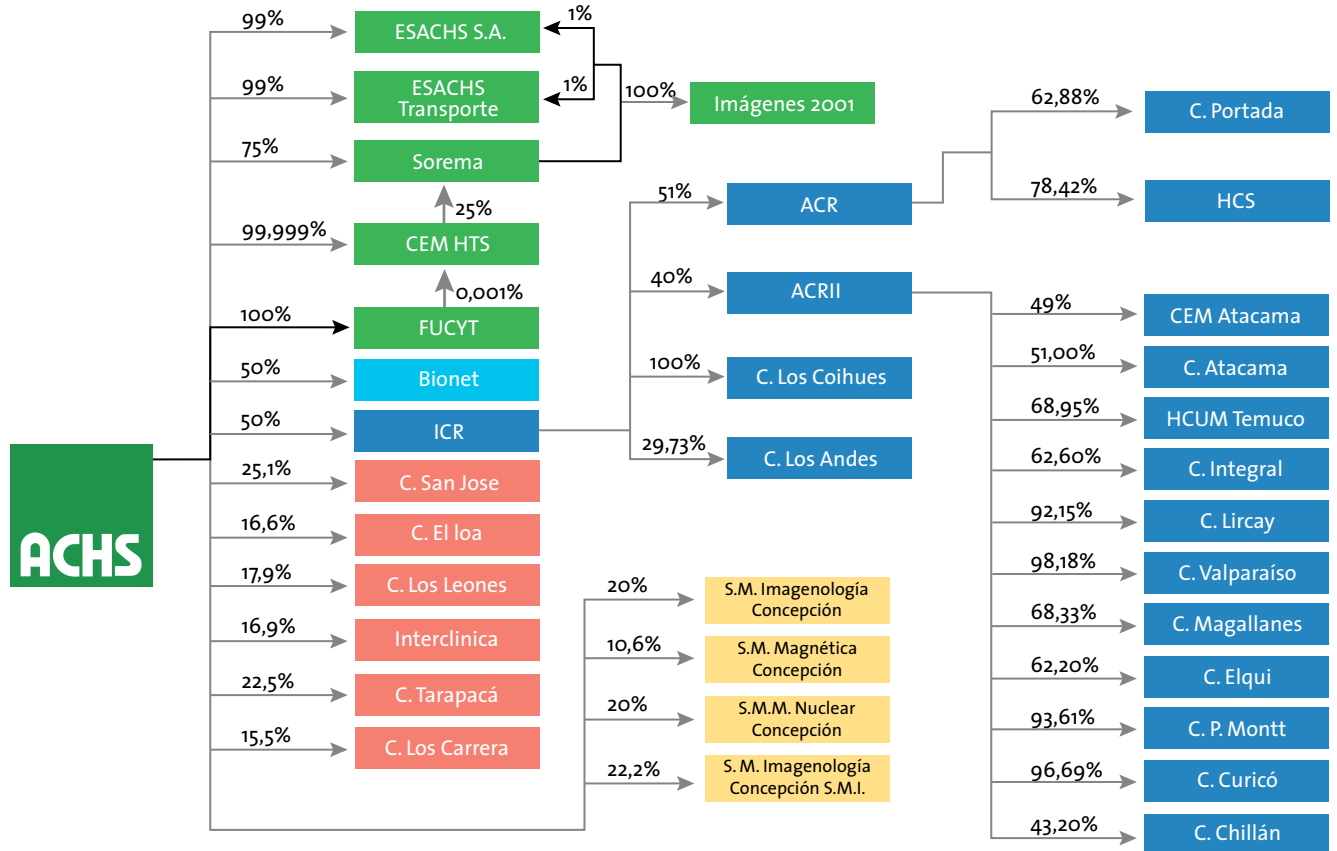 99%
ESACHS S.A.
1%
99%
ESACHS
Transporte
1%
100%
Imágenes 2001
75%
Sorema
25%
99,999%
CEM HTS
0,001%
100%
FUCYT
50%
Bionet
50%
ICR
25,1%
C. San Jose
16,6%
C. El loa
17,9%
C. Los Leones
16,9%
Interclinica
22,5%
C. Tarapacá
15,5%
C. Los Carrera
ACHS
51%
ACR
40%
ACRII
100%
C. Los Coihues
29,73%
C. Los Andes
20%
S.M. Imagenología
Concepción
10,6%
S.M. Magnética
Concepción
20%
S.M.M. Nuclear
Concepción
22,2%
S.M. Imagenología
Concepción S.M.I.
62,88%
C. Portada
78,42%
HCS
49%
CEM Atacama
51,00%
C. Atacama
68,95%
HCUM Temuco
62,60%
C. Integral
92,15%
C. Lircay
98,18%
C. Valparaíso
68,33%
C. Magallanes
62,20%
C. Elqui
93,61%
C. P. Montt
96,69%
C. Curicó
43,20%
C. Chillán